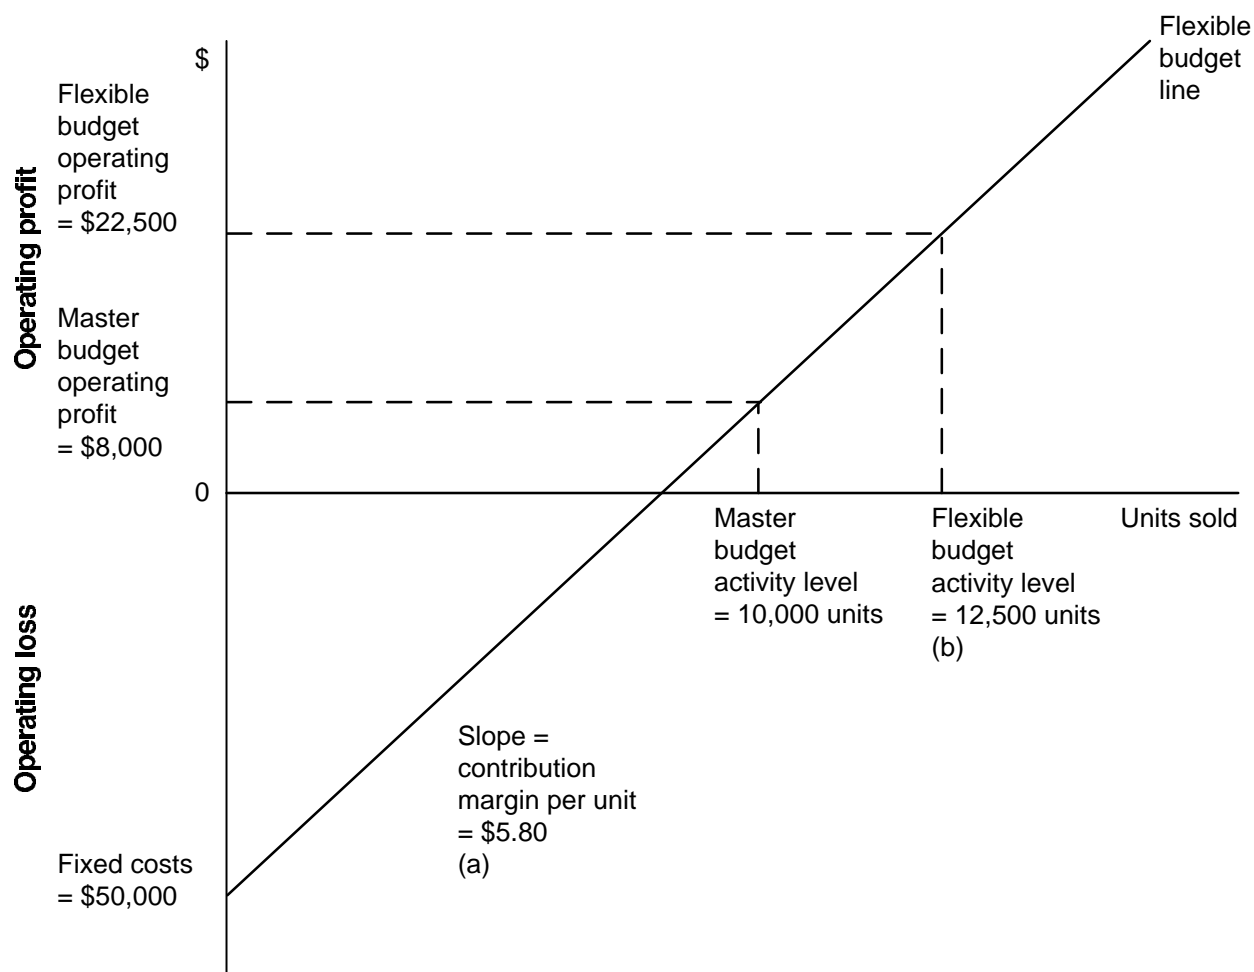 Flexible
budget
line
$
Flexible
budget
operating
profit
= $22,500
Operating profit
Master
budget
operating
profit
= $8,000
0
Master
budget
activity level
= 10,000 units
Flexible
budget
activity level
= 12,500 units
(b)
Units sold
Operating loss
Slope =
contribution
margin per unit
= $5.80
(a)
Fixed costs
= $50,000